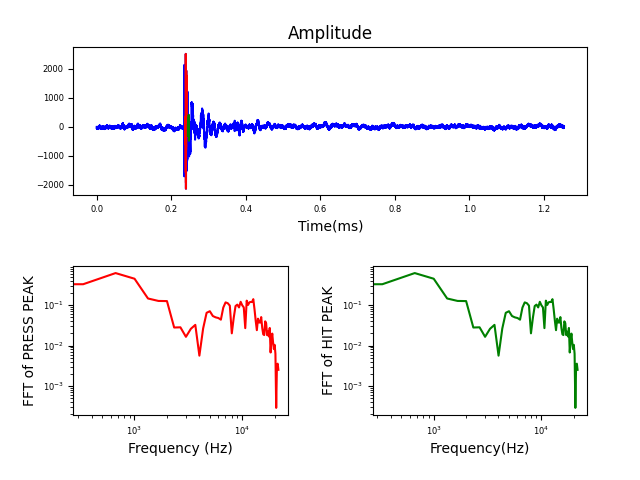 Amplitude
2000
1000
0
−1000
−2000
0.0 0.2 0.4 0.6 0.8 1.0 1.2
Time(ms)
FFT of PRESS PEAK
10⁻¹
10⁻²
10⁻³
10³ 10⁴
Frequency (Hz)
FFT of HIT PEAK
10⁻¹
10⁻²
10⁻³
10³ 10⁴
Frequency(Hz)